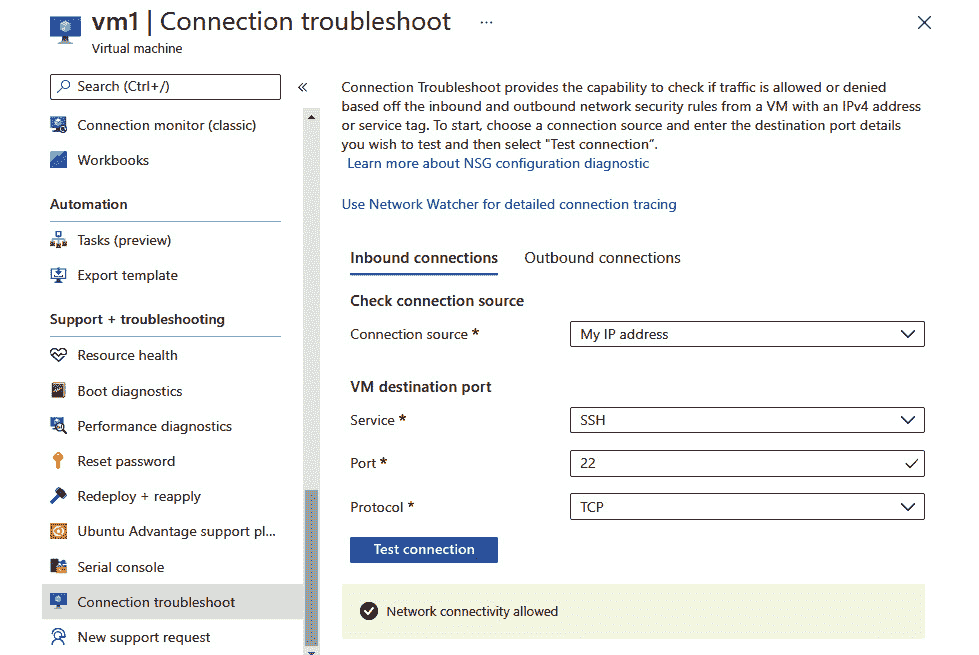 vm1 | Connection troubleshoot ...
Virtual machine
Search (Ctrl+/)
«
Connection monitor (classic)
Workbooks
Automation
Tasks (preview)
Export template
Support + troubleshooting
Resource health
Boot diagnostics
Performance diagnostics
Reset password
Redeploy + reapply
Ubuntu Advantage support pl...
Serial console
Connection troubleshoot
New support request
Connection Troubleshoot provides the capability to check if traffic is allowed or denied
based off the inbound and outbound network security rules from a VM with an IPv4 address
or service tag. To start, choose a connection source and enter the destination port details
you wish to test and then select "Test connection".
Learn more about NSG configuration diagnostic
Use Network Watcher for detailed connection tracing
Inbound connections Outbound connections
Check connection source
Connection source * My IP address
VM destination port
Service * SSH
Port * 22
Protocol * TCP
Test connection
Network connectivity allowed